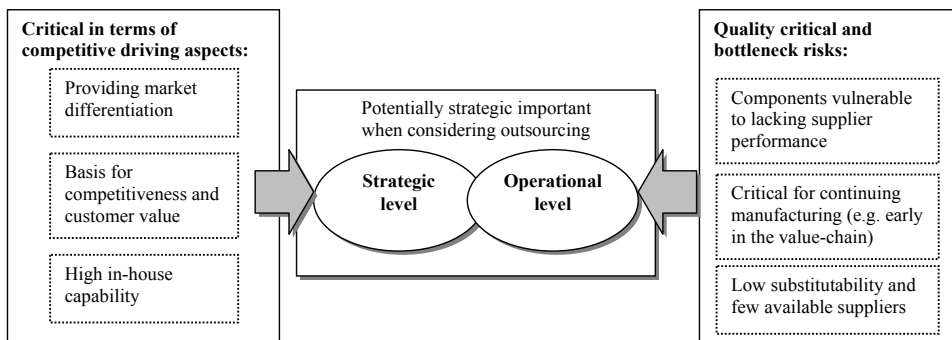 Critical in terms of
competitive driving aspects:
Providing market
differentiation
Basis for
competitiveness and
customer value
High in-house
capability
Potentially strategic important
when considering outsourcing
Strategic
level
Operational
level
Quality critical and
bottleneck risks:
Components vulnerable
to lacking supplier
performance
Critical for continuing
manufacturing (e.g. early
in the value-chain)
Low substitutability and
few available suppliers